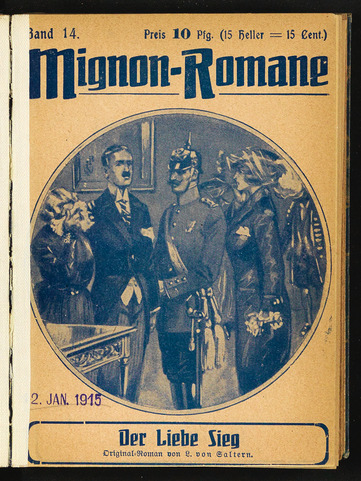 Band 14.
Preis 10 Pfg. (15 Heller = 15 Cent.)
Mignon-Romane
2. JAN. 1915
Der Liebe Sieg
Original-Roman von L. von Saltern.